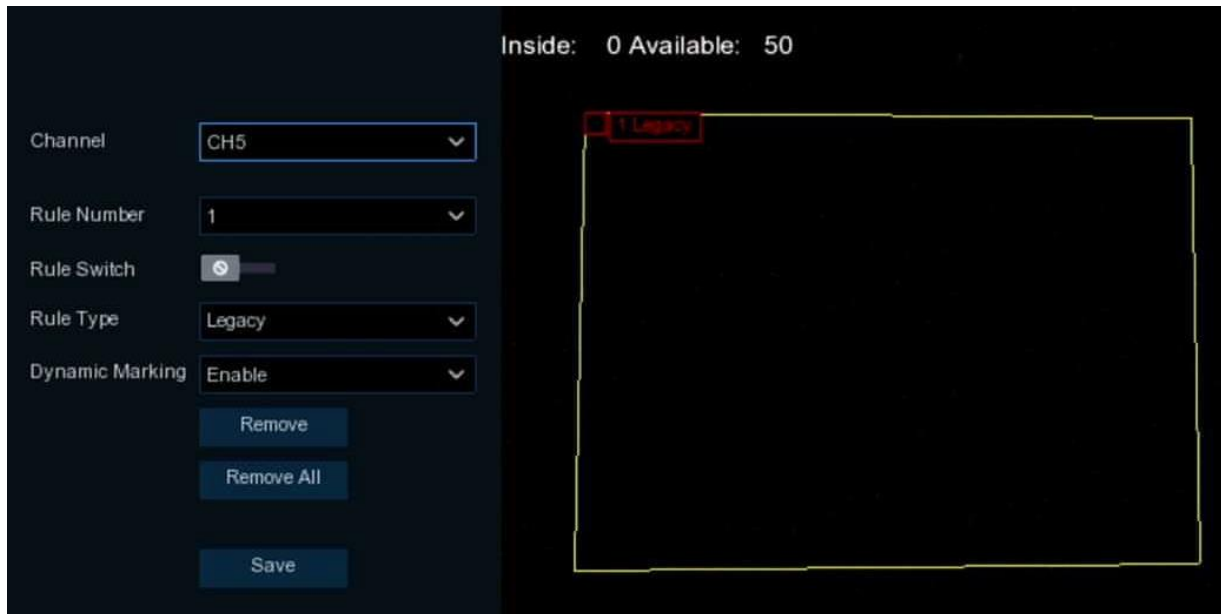 Inside: 0 Available: 50
1 Legacy
Channel CH5
Rule Number 1
Rule Switch
Rule Type Legacy
Dynamic Marking Enable
Remove
Remove All
Save